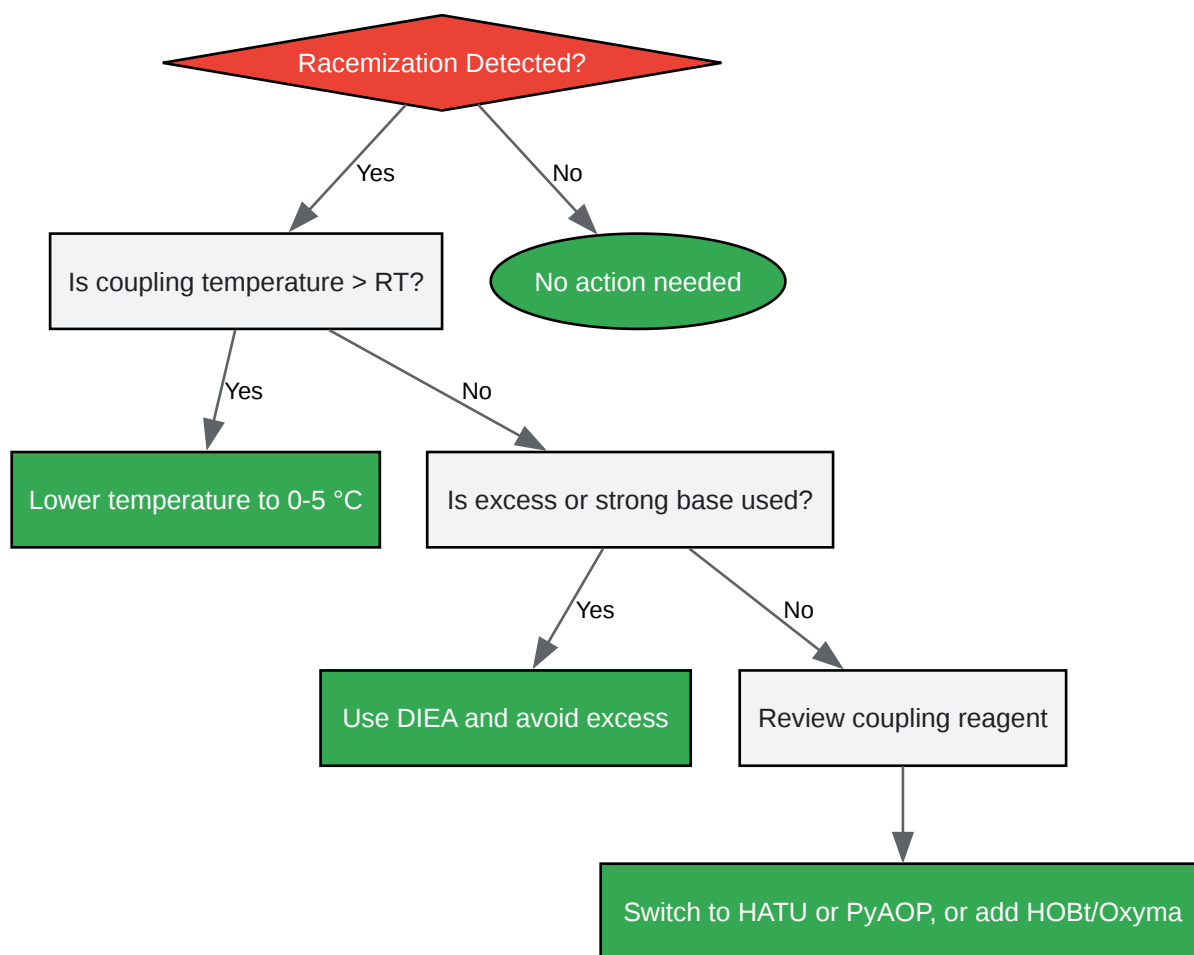 Racemization Detected?
Yes
No
Is coupling temperature > RT?
No action needed
Yes
No
Lower temperature to 0-5 °C
Is excess or strong base used?
Yes
No
Use DIEA and avoid excess
Review coupling reagent
Switch to HATU or PyAOP, or add HOBt/Oxyma